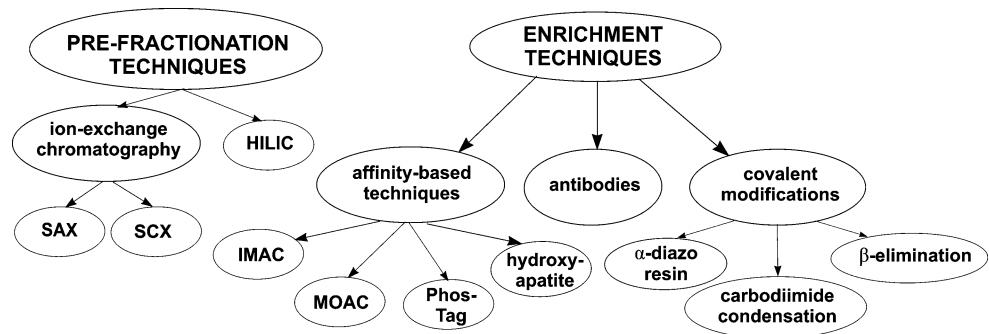 PRE-FRACTIONATION
TECHNIQUES
ENRICHMENT
TECHNIQUES
ion-exchange
chromatography
HILIC
affinity-based
techniques
antibodies
covalent
modifications
SAX
SCX
IMAC
MOAC
Phos-
Tag
hydroxy-
apatite
α-diazo
resin
carbodiimide
condensation
β-elimination